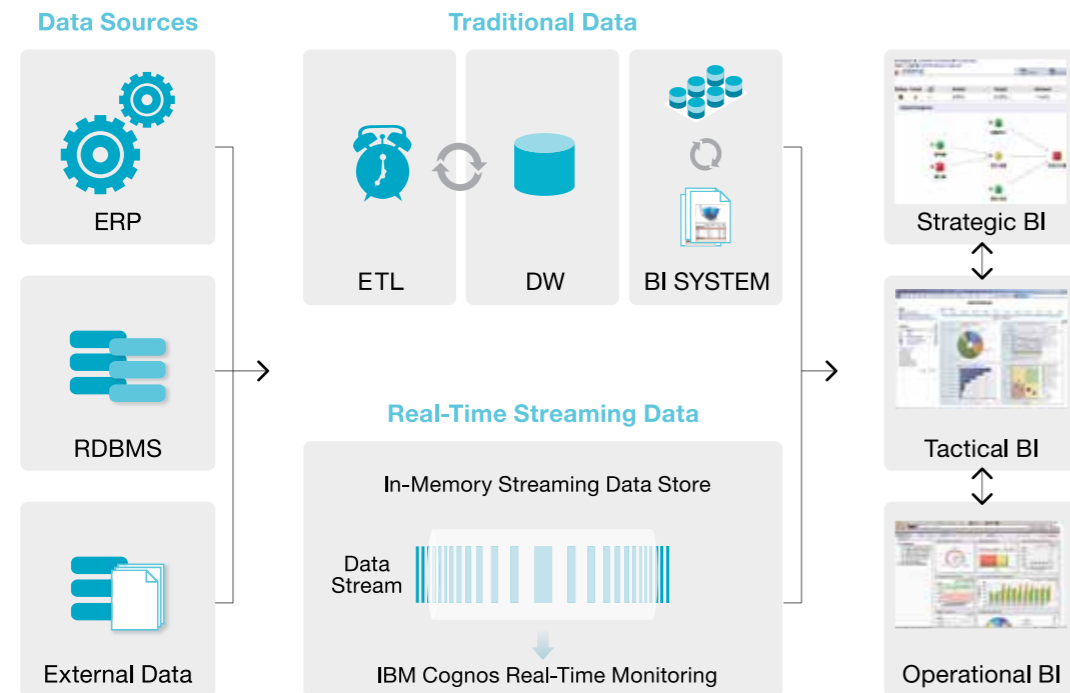 Data Sources
Traditional Data
ERP
ETL
DW
BI SYSTEM
Strategic BI
RDBMS
Tactical BI
Real-Time Streaming Data
In-Memory Streaming Data Store
Data
Stream
External Data
IBM Cognos Real-Time Monitoring
Operational BI